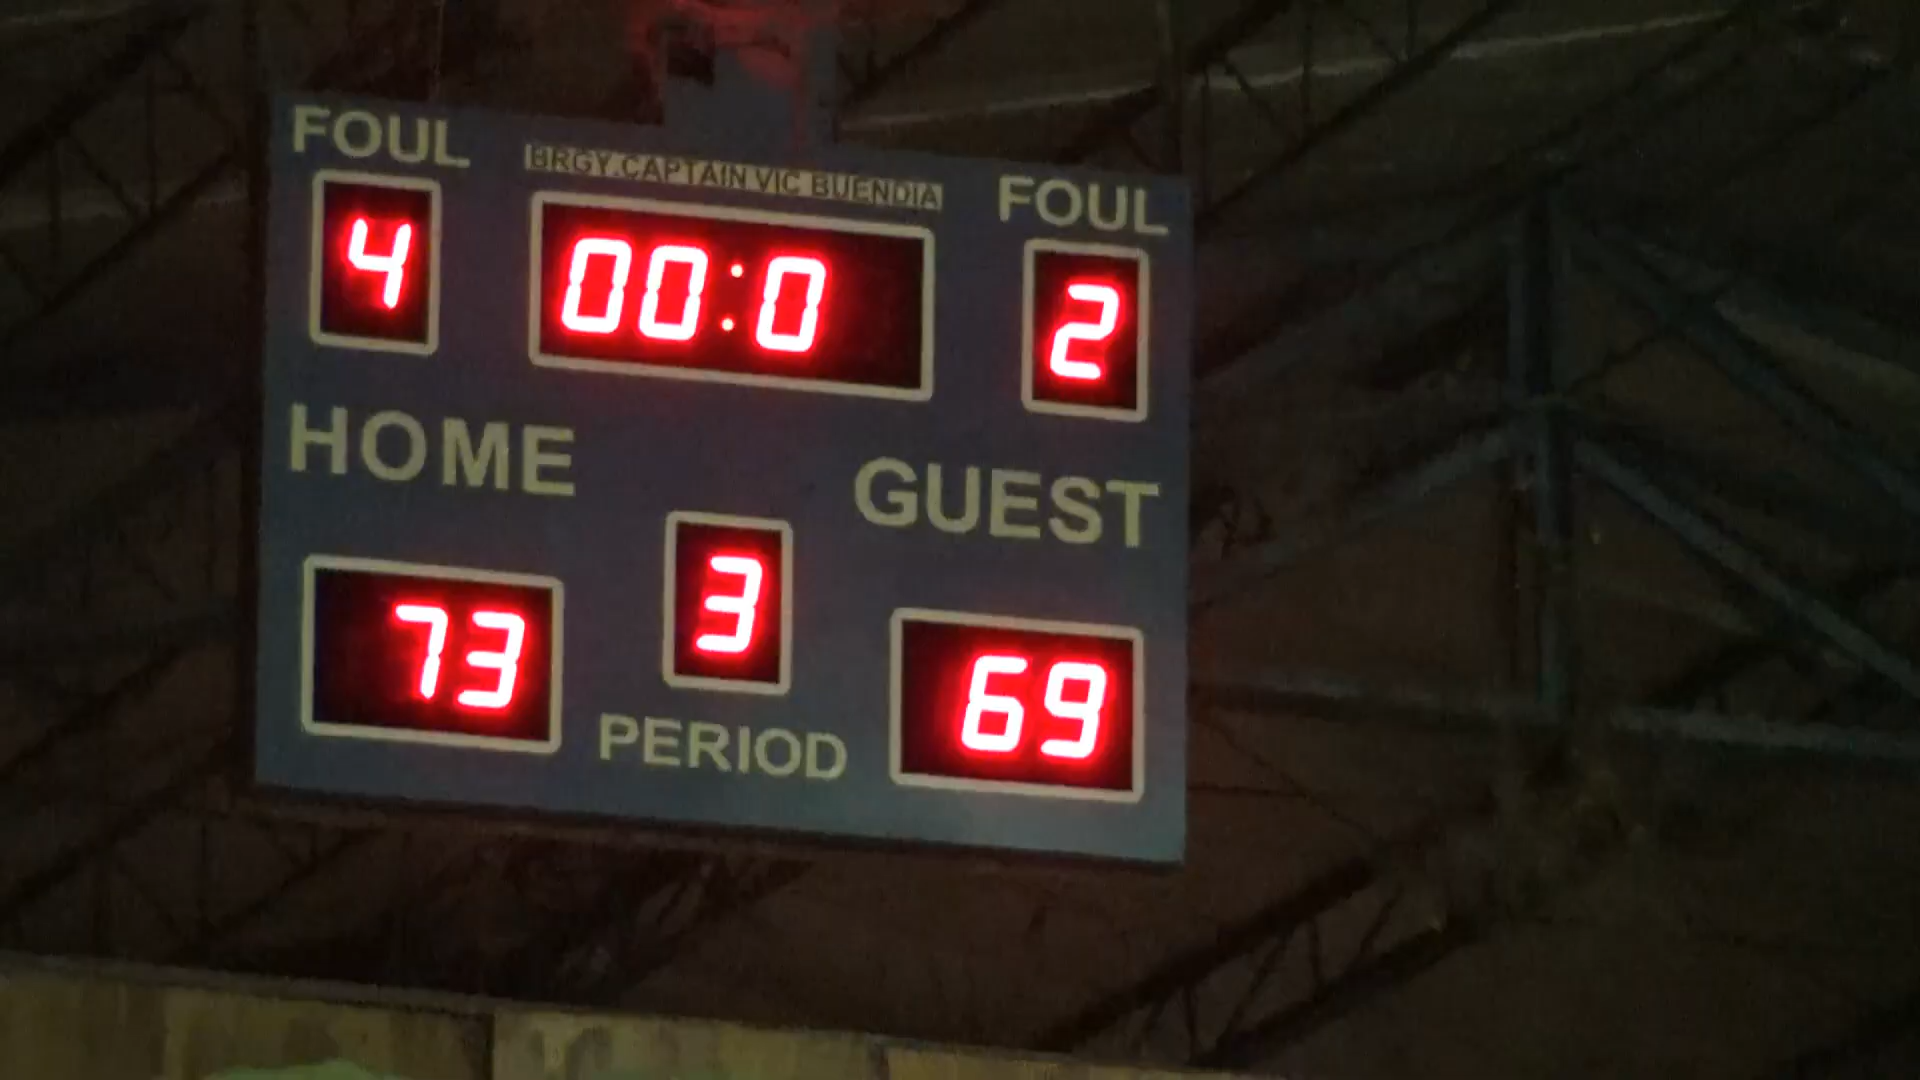 FOUL
BRGY.CAPTAIN VIC BUENDIA
FOUL
4
00:0
2
HOME
GUEST
73
3
69
PERIOD